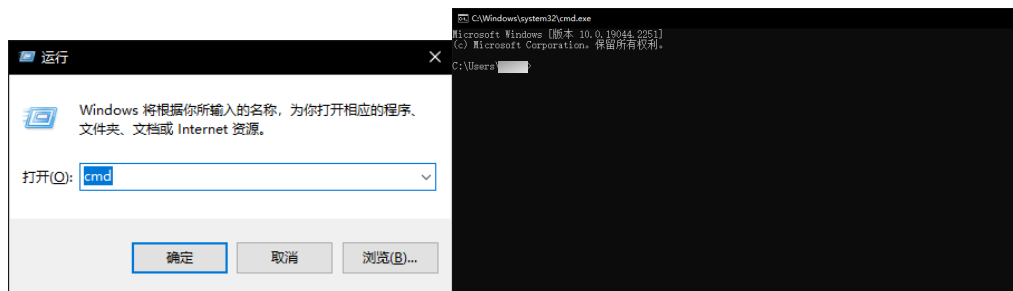 运行
Windows 将根据你所输入的名称，为你打开相应的程序、
文件夹、文档或 Internet 资源。
打开(O):
cmd
确定
取消
浏览(B)...
C:\Windows\system32\cmd.exe
Microsoft Windows [版本 10.0.19044.2251]
(c) Microsoft Corporation。保留所有权利。
C:\Users\